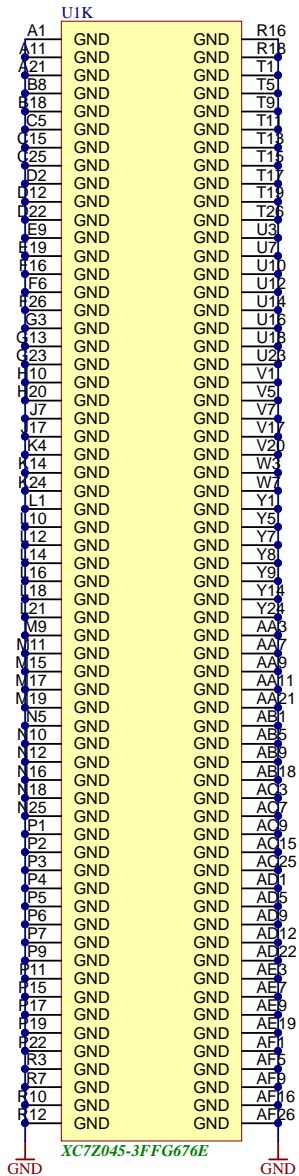 U1K
A1 GND GND R16
A11 GND GND R18
A21 GND GND T1
B8 GND GND T5
B18 GND GND T9
C5 GND GND T11
C15 GND GND T13
C25 GND GND T15
D2 GND GND T17
D12 GND GND T19
D22 GND GND T26
E9 GND GND U3
E19 GND GND U7
F16 GND GND U10
F6 GND GND U12
F26 GND GND U14
G3 GND GND U16
G13 GND GND U18
G23 GND GND U23
H10 GND GND V1
H20 GND GND V5
J7 GND GND V7
J17 GND GND V17
K4 GND GND V20
K14 GND GND W3
K24 GND GND W7
L1 GND GND Y1
L10 GND GND Y5
L12 GND GND Y7
L14 GND GND Y8
L16 GND GND Y9
L18 GND GND Y14
L21 GND GND Y24
M9 GND GND AA3
M11 GND GND AA7
M15 GND GND AA9
M17 GND GND AA11
M19 GND GND AA21
N5 GND GND AB1
N10 GND GND AB5
N12 GND GND AB9
N16 GND GND AB18
N18 GND GND AC3
N25 GND GND AC7
P1 GND GND AC9
P2 GND GND AC15
P3 GND GND AC25
P4 GND GND AD1
P5 GND GND AD5
P6 GND GND AD9
P7 GND GND AD12
P9 GND GND AD22
P11 GND GND AE3
P15 GND GND AE7
P17 GND GND AE9
P19 GND GND AE19
P22 GND GND AF1
R3 GND GND AF5
R7 GND GND AF9
R10 GND GND AF16
R12 GND GND AF26
XC7Z045-3FFG676E
GND GND